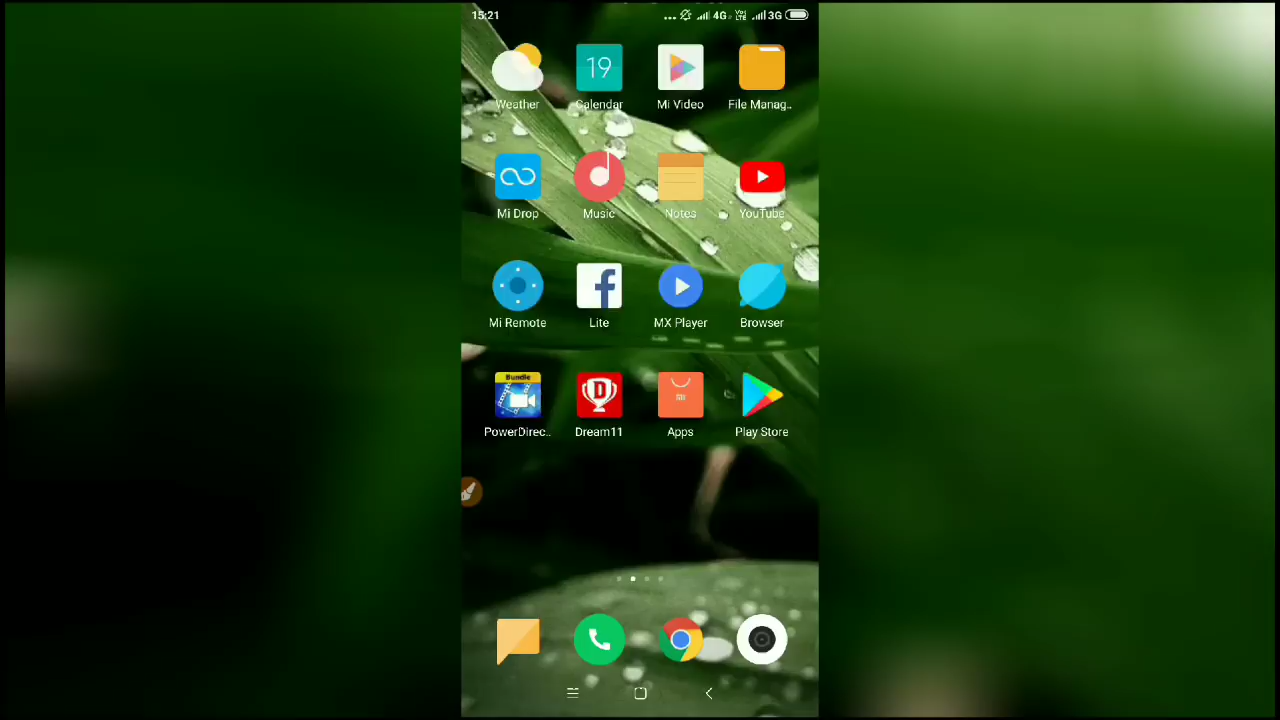 15:21 ... 4G VoLTE 3G
19
Weather Calendar Mi Video File Manag..
Mi Drop Music Notes YouTube
f
Mi Remote Lite MX Player Browser
Bundle
D
PowerDirec.. Dream11 Apps Play Store